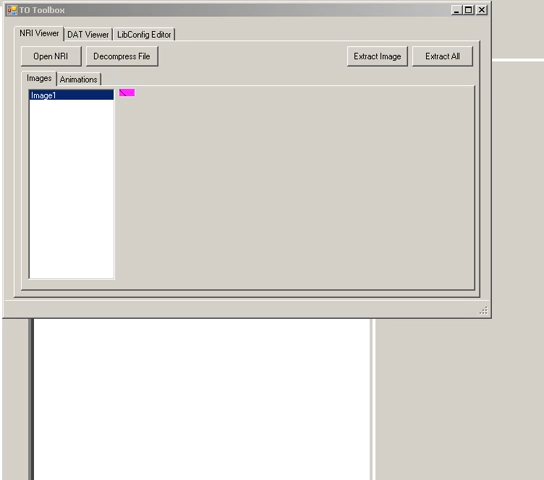 TO Toolbox
NRI Viewer DAT Viewer LibConfig Editor
Open NRI Decompress File Extract Image Extract All
Images Animations
Image1